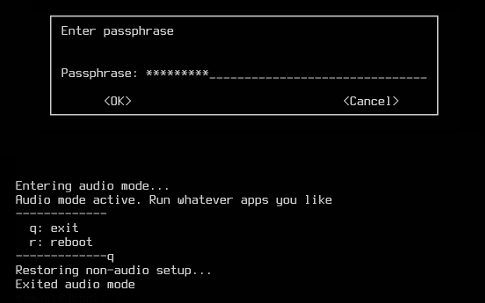 Enter passphrase
Passphrase: *********_______________________________
<OK> <Cancel>
Entering audio mode...
Audio mode active. Run whatever apps you like
-------------
q: exit
r: reboot
-------------q
Restoring non-audio setup...
Exited audio mode